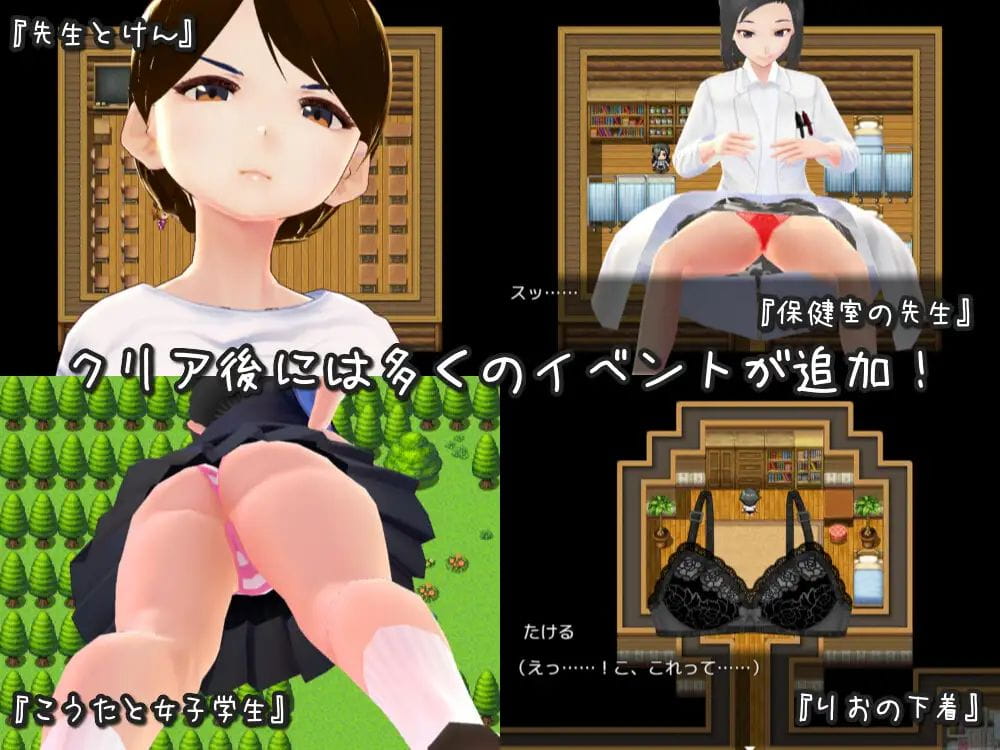 『先生とけん』
スッ……
『保健室の先生』
クリア後には多くのイベントが追加！
たける
（えっ……！こ、これって……）
『こうたと女子学生』
『りおの下着』